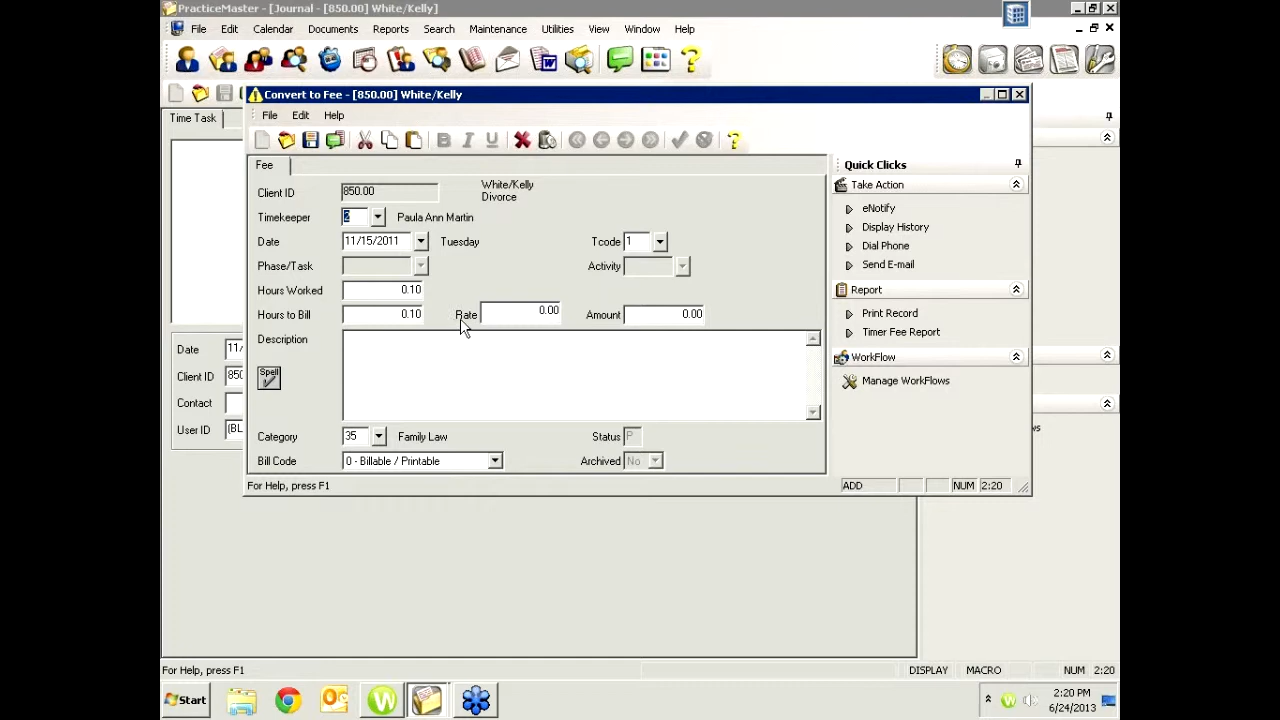 PracticeMaster - [Journal - [850.00] White/Kelly]
File Edit Calendar Documents Reports Search Maintenance Utilities View Window Help
Time Task
Convert to Fee - [850.00] White/Kelly
File Edit Help
B I U
Fee
Client ID 850.00 White/Kelly
Divorce
Timekeeper 2 Paula Ann Martin
Date 11/15/2011 Tuesday Tcode 1
Phase/Task Activity
Hours Worked 0.10
Hours to Bill 0.10 Rate 0.00 Amount 0.00
Description
Spell
Category 35 Family Law Status P
Bill Code 0 - Billable / Printable Archived No
For Help, press F1 ADD NUM 2:20
Quick Clicks
Take Action
eNotify
Display History
Dial Phone
Send E-mail
Report
Print Record
Timer Fee Report
WorkFlow
Manage WorkFlows
Date 11/
Client ID 850
Contact
User ID (BL
For Help, press F1 DISPLAY MACRO NUM 2:20
Start
2:20 PM
6/24/2013